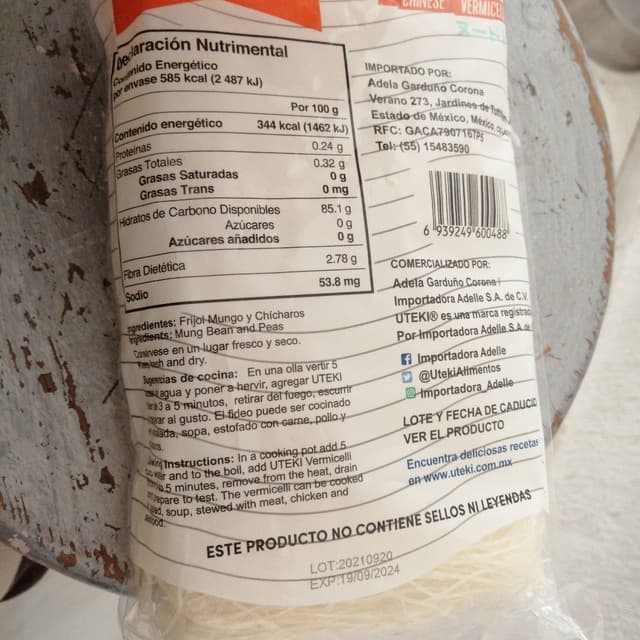 CHINESE VERMICE
Declaración Nutrimental
Contenido Energético
por envase 585 kcal (2 487 kJ)
Por 100 g
Contenido energético 344 kcal (1462 kJ)
Proteínas 0.24 g
Grasas Totales 0.32 g
Grasas Saturadas 0 g
Grasas Trans 0 mg
Hidratos de Carbono Disponibles 85.1 g
Azúcares 0 g
Azúcares añadidos 0 g
Fibra Dietética 2.78 g
Sodio 53.8 mg
Ingredientes: Frijol Mungo y Chícharos
Ingredients: Mung Bean and Peas
Consérvese en un lugar fresco y seco.
fresh and dry.
Sugerencias de cocina: En una olla vertir 5
agua y poner a hervir, agregar UTEKI
3 a 5 minutos, retirar del fuego, escurrir
al gusto. El fideo puede ser cocinado
sopa, estofado con carne, pollo y
Instructions: In a cooking pot add 5
and to the boil, add UTEKI Vermicelli
5 minutes, remove from the heat, drain
prepare to test. The vermicelli can be cooked
soup, stewed with meat, chicken and
seafood.
IMPORTADO POR:
Adela Garduño Corona
Verano 273, Jardines de
Estado de México, México,
RFC: GACA790716TP5
Tel: (55) 15483590
6 939249 600488
COMERCIALIZADO POR:
Adela Garduño Corona
Importadora Adelle S.A. de C.V.
UTEKI® es una marca registrad
Por Importadora Adelle S.A. de
Importadora Adelle
@UtekiAlimentos
Importadora_Adelle
LOTE Y FECHA DE CADUCID
VER EL PRODUCTO
Encuentra deliciosas recetas
en www.uteki.com.mx
ESTE PRODUCTO NO CONTIENE SELLOS NI LEYENDAS
LOT:20210920
EXP:19/09/2024